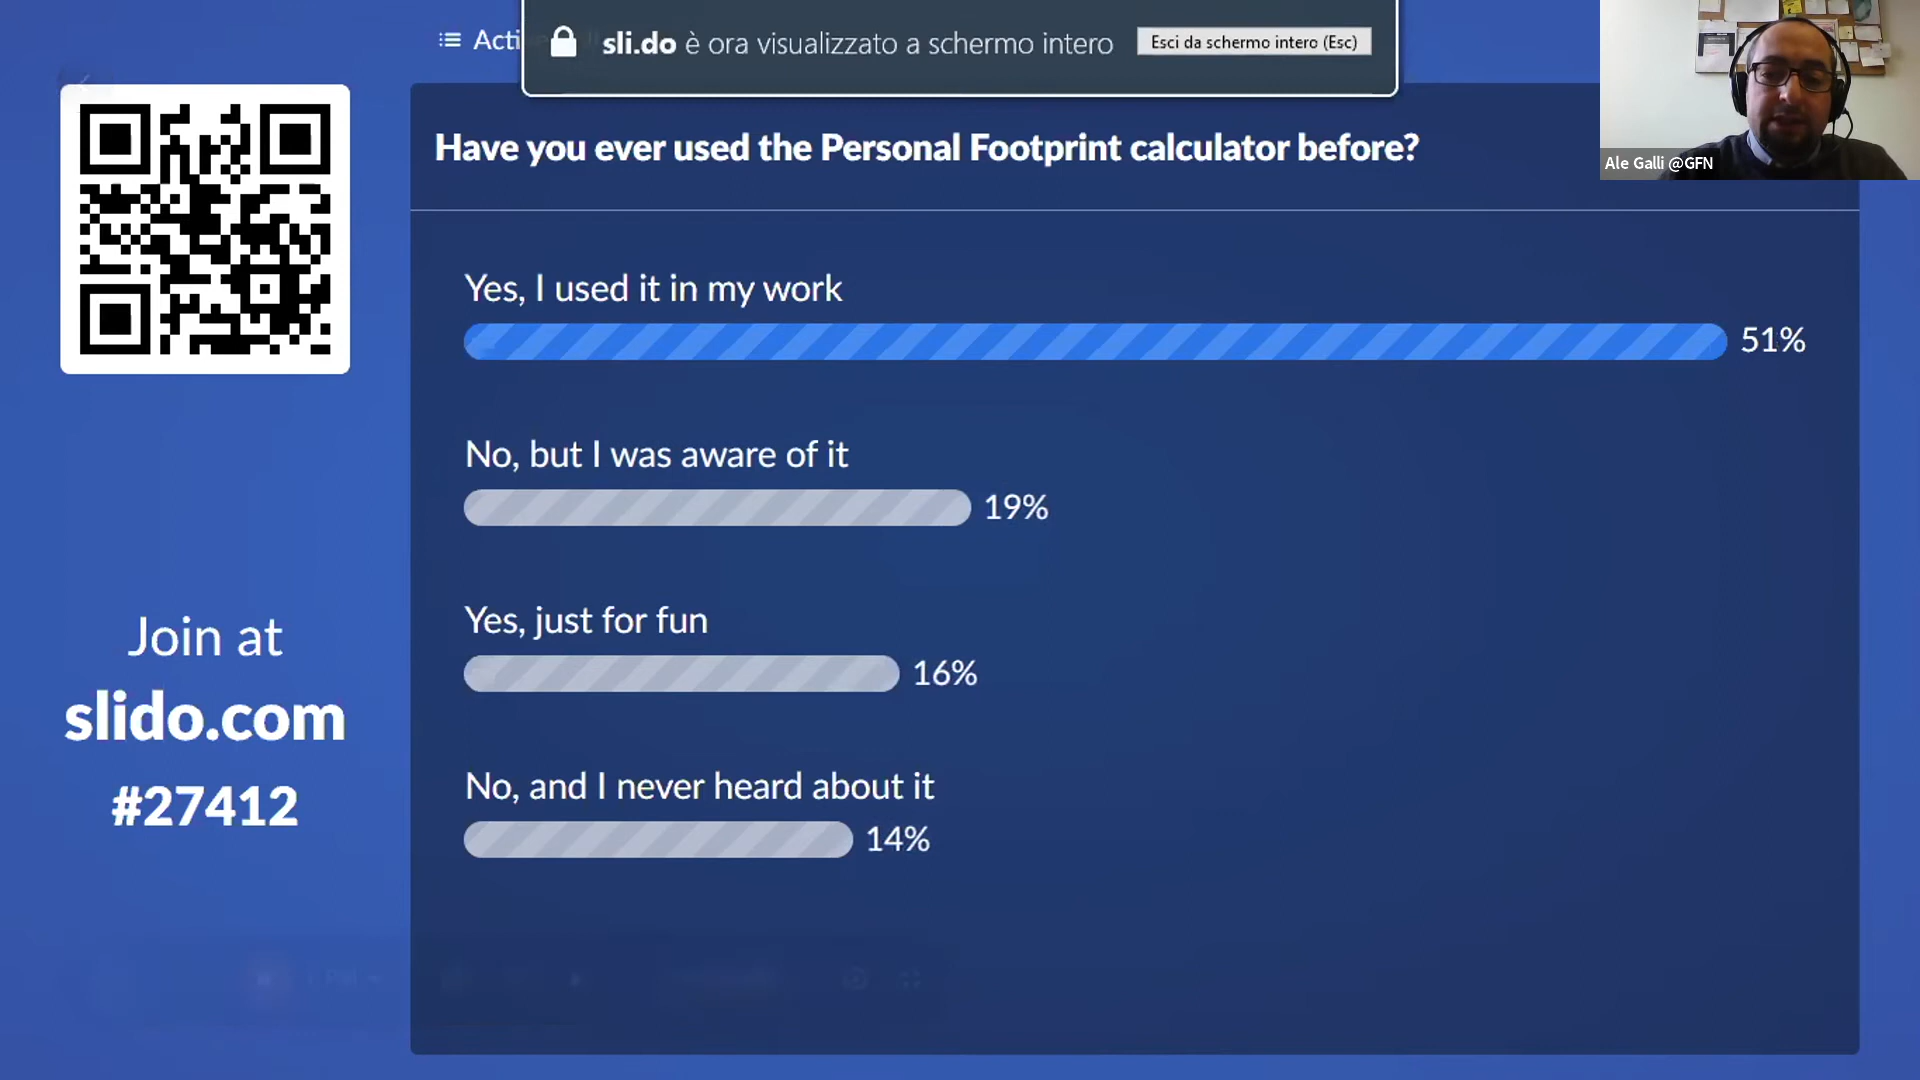 Acti
sli.do è ora visualizzato a schermo intero
Esci da schermo intero (Esc)
Have you ever used the Personal Footprint calculator before?
Ale Galli @GFN
Yes, I used it in my work
51%
No, but I was aware of it
19%
Yes, just for fun
16%
No, and I never heard about it
14%
Join at
slido.com
#27412